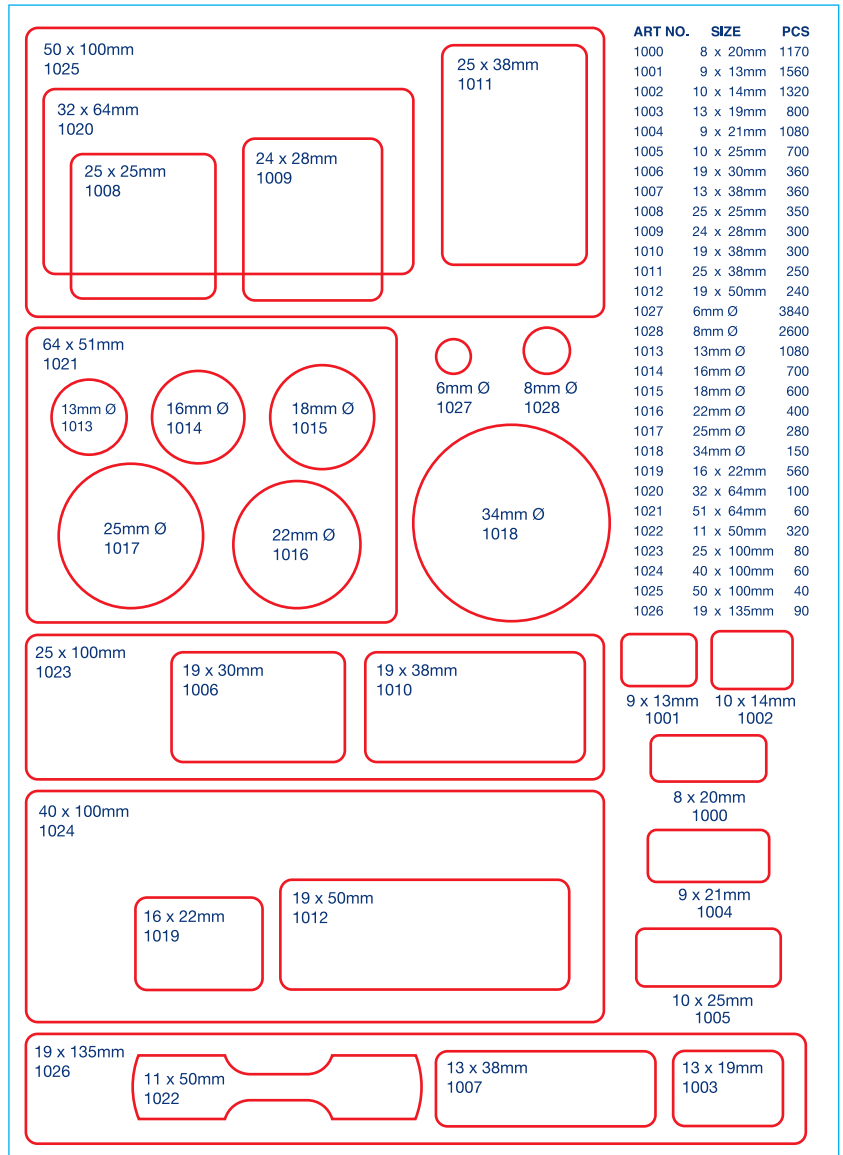 50 x 100mm
1025
25 x 38mm
1011
32 x 64mm
1020
25 x 25mm
1008
24 x 28mm
1009
64 x 51mm
1021
13mm Ø
1013
16mm Ø
1014
18mm Ø
1015
25mm Ø
1017
22mm Ø
1016
6mm Ø
1027
8mm Ø
1028
34mm Ø
1018
25 x 100mm
1023
19 x 30mm
1006
19 x 38mm
1010
40 x 100mm
1024
16 x 22mm
1019
19 x 50mm
1012
19 x 135mm
1026
11 x 50mm
1022
13 x 38mm
1007
13 x 19mm
1003
ART NO. SIZE PCS
1000 8 x 20mm 1170
1001 9 x 13mm 1560
1002 10 x 14mm 1320
1003 13 x 19mm 800
1004 9 x 21mm 1080
1005 10 x 25mm 700
1006 19 x 30mm 360
1007 13 x 38mm 360
1008 25 x 25mm 350
1009 24 x 28mm 300
1010 19 x 38mm 300
1011 25 x 38mm 250
1012 19 x 50mm 240
1027 6mm Ø 3840
1028 8mm Ø 2600
1013 13mm Ø 1080
1014 16mm Ø 700
1015 18mm Ø 600
1016 22mm Ø 400
1017 25mm Ø 280
1018 34mm Ø 150
1019 16 x 22mm 560
1020 32 x 64mm 100
1021 51 x 64mm 60
1022 11 x 50mm 320
1023 25 x 100mm 80
1024 40 x 100mm 60
1025 50 x 100mm 40
1026 19 x 135mm 90
9 x 13mm
1001
10 x 14mm
1002
8 x 20mm
1000
9 x 21mm
1004
10 x 25mm
1005